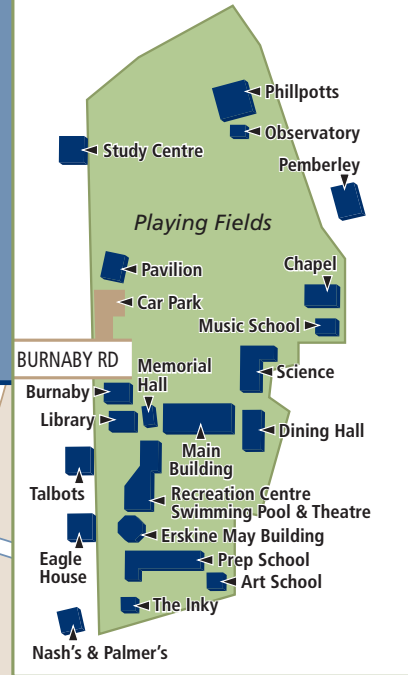 Phillpotts
Observatory
Study Centre
Pemberley
Playing Fields
Pavilion
Chapel
Car Park
Music School
BURNABY RD
Memorial
Hall
Science
Burnaby
Library
Dining Hall
Main
Building
Talbots
Recreation Centre
Swimming Pool & Theatre
Erskine May Building
Eagle
House
Prep School
Art School
The Inky
Nash's & Palmer's